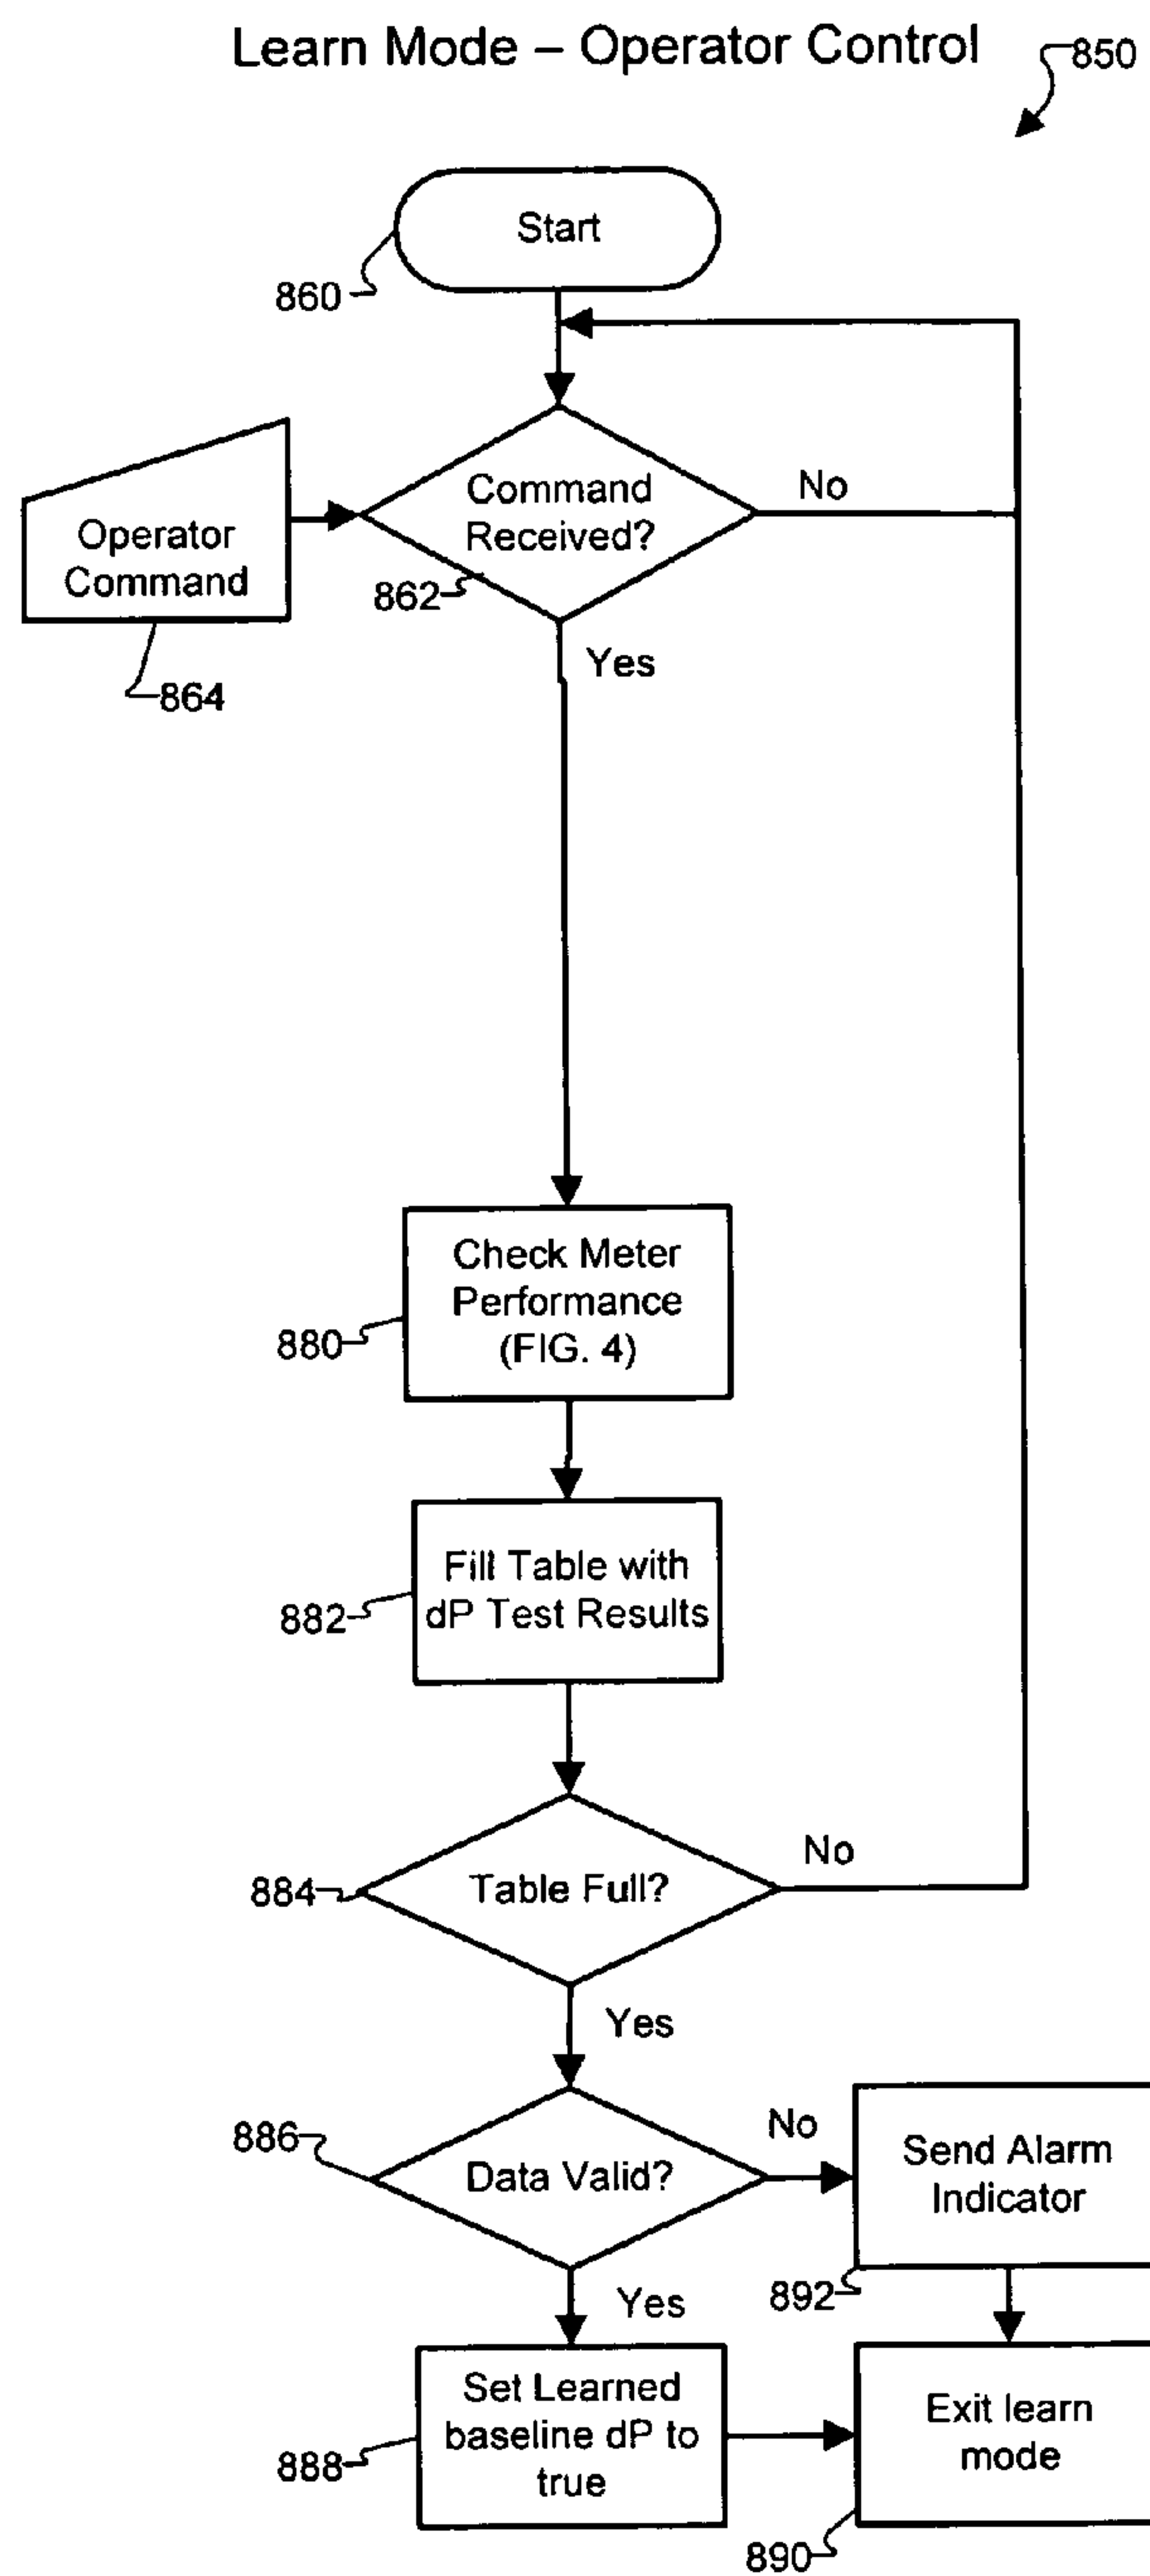 Learn Mode – Operator Control
850
Start
860
Command
Received?
No
862
Operator
Command
864
Yes
Check Meter
Performance
(FIG. 4)
880
Fill Table with
dP Test Results
882
Table Full?
No
884
Yes
886
Data Valid?
No
Send Alarm
Indicator
892
Yes
Set Learned
baseline dP to
true
888
Exit learn
mode
890